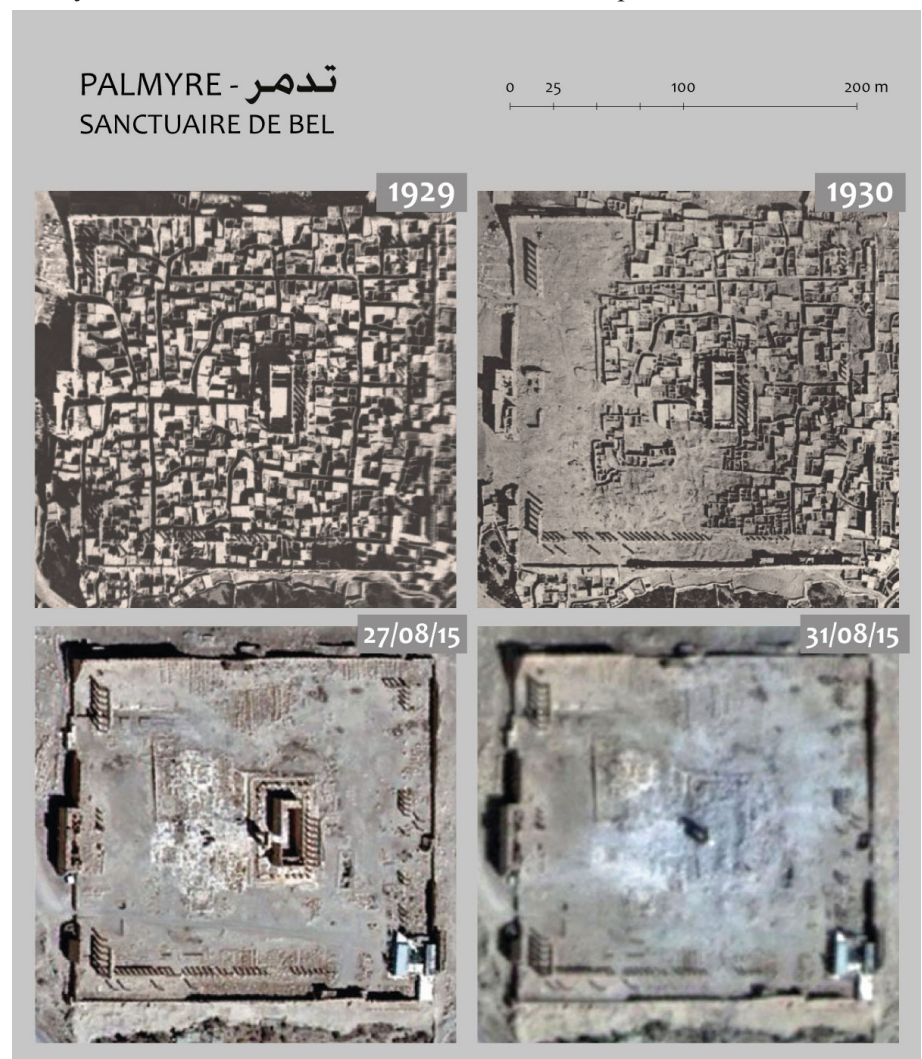 PALMYRE - تدمر
SANCTUAIRE DE BEL
0 25 100 200 m
1929
1930
27/08/15
31/08/15